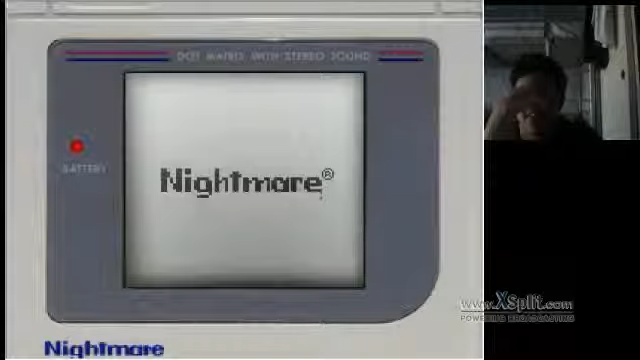 DOT MATRIX WITH STEREO SOUND
BATTERY
Nightmare®
Nightmare
www.XSplit.com
POWERING BROADCASTING